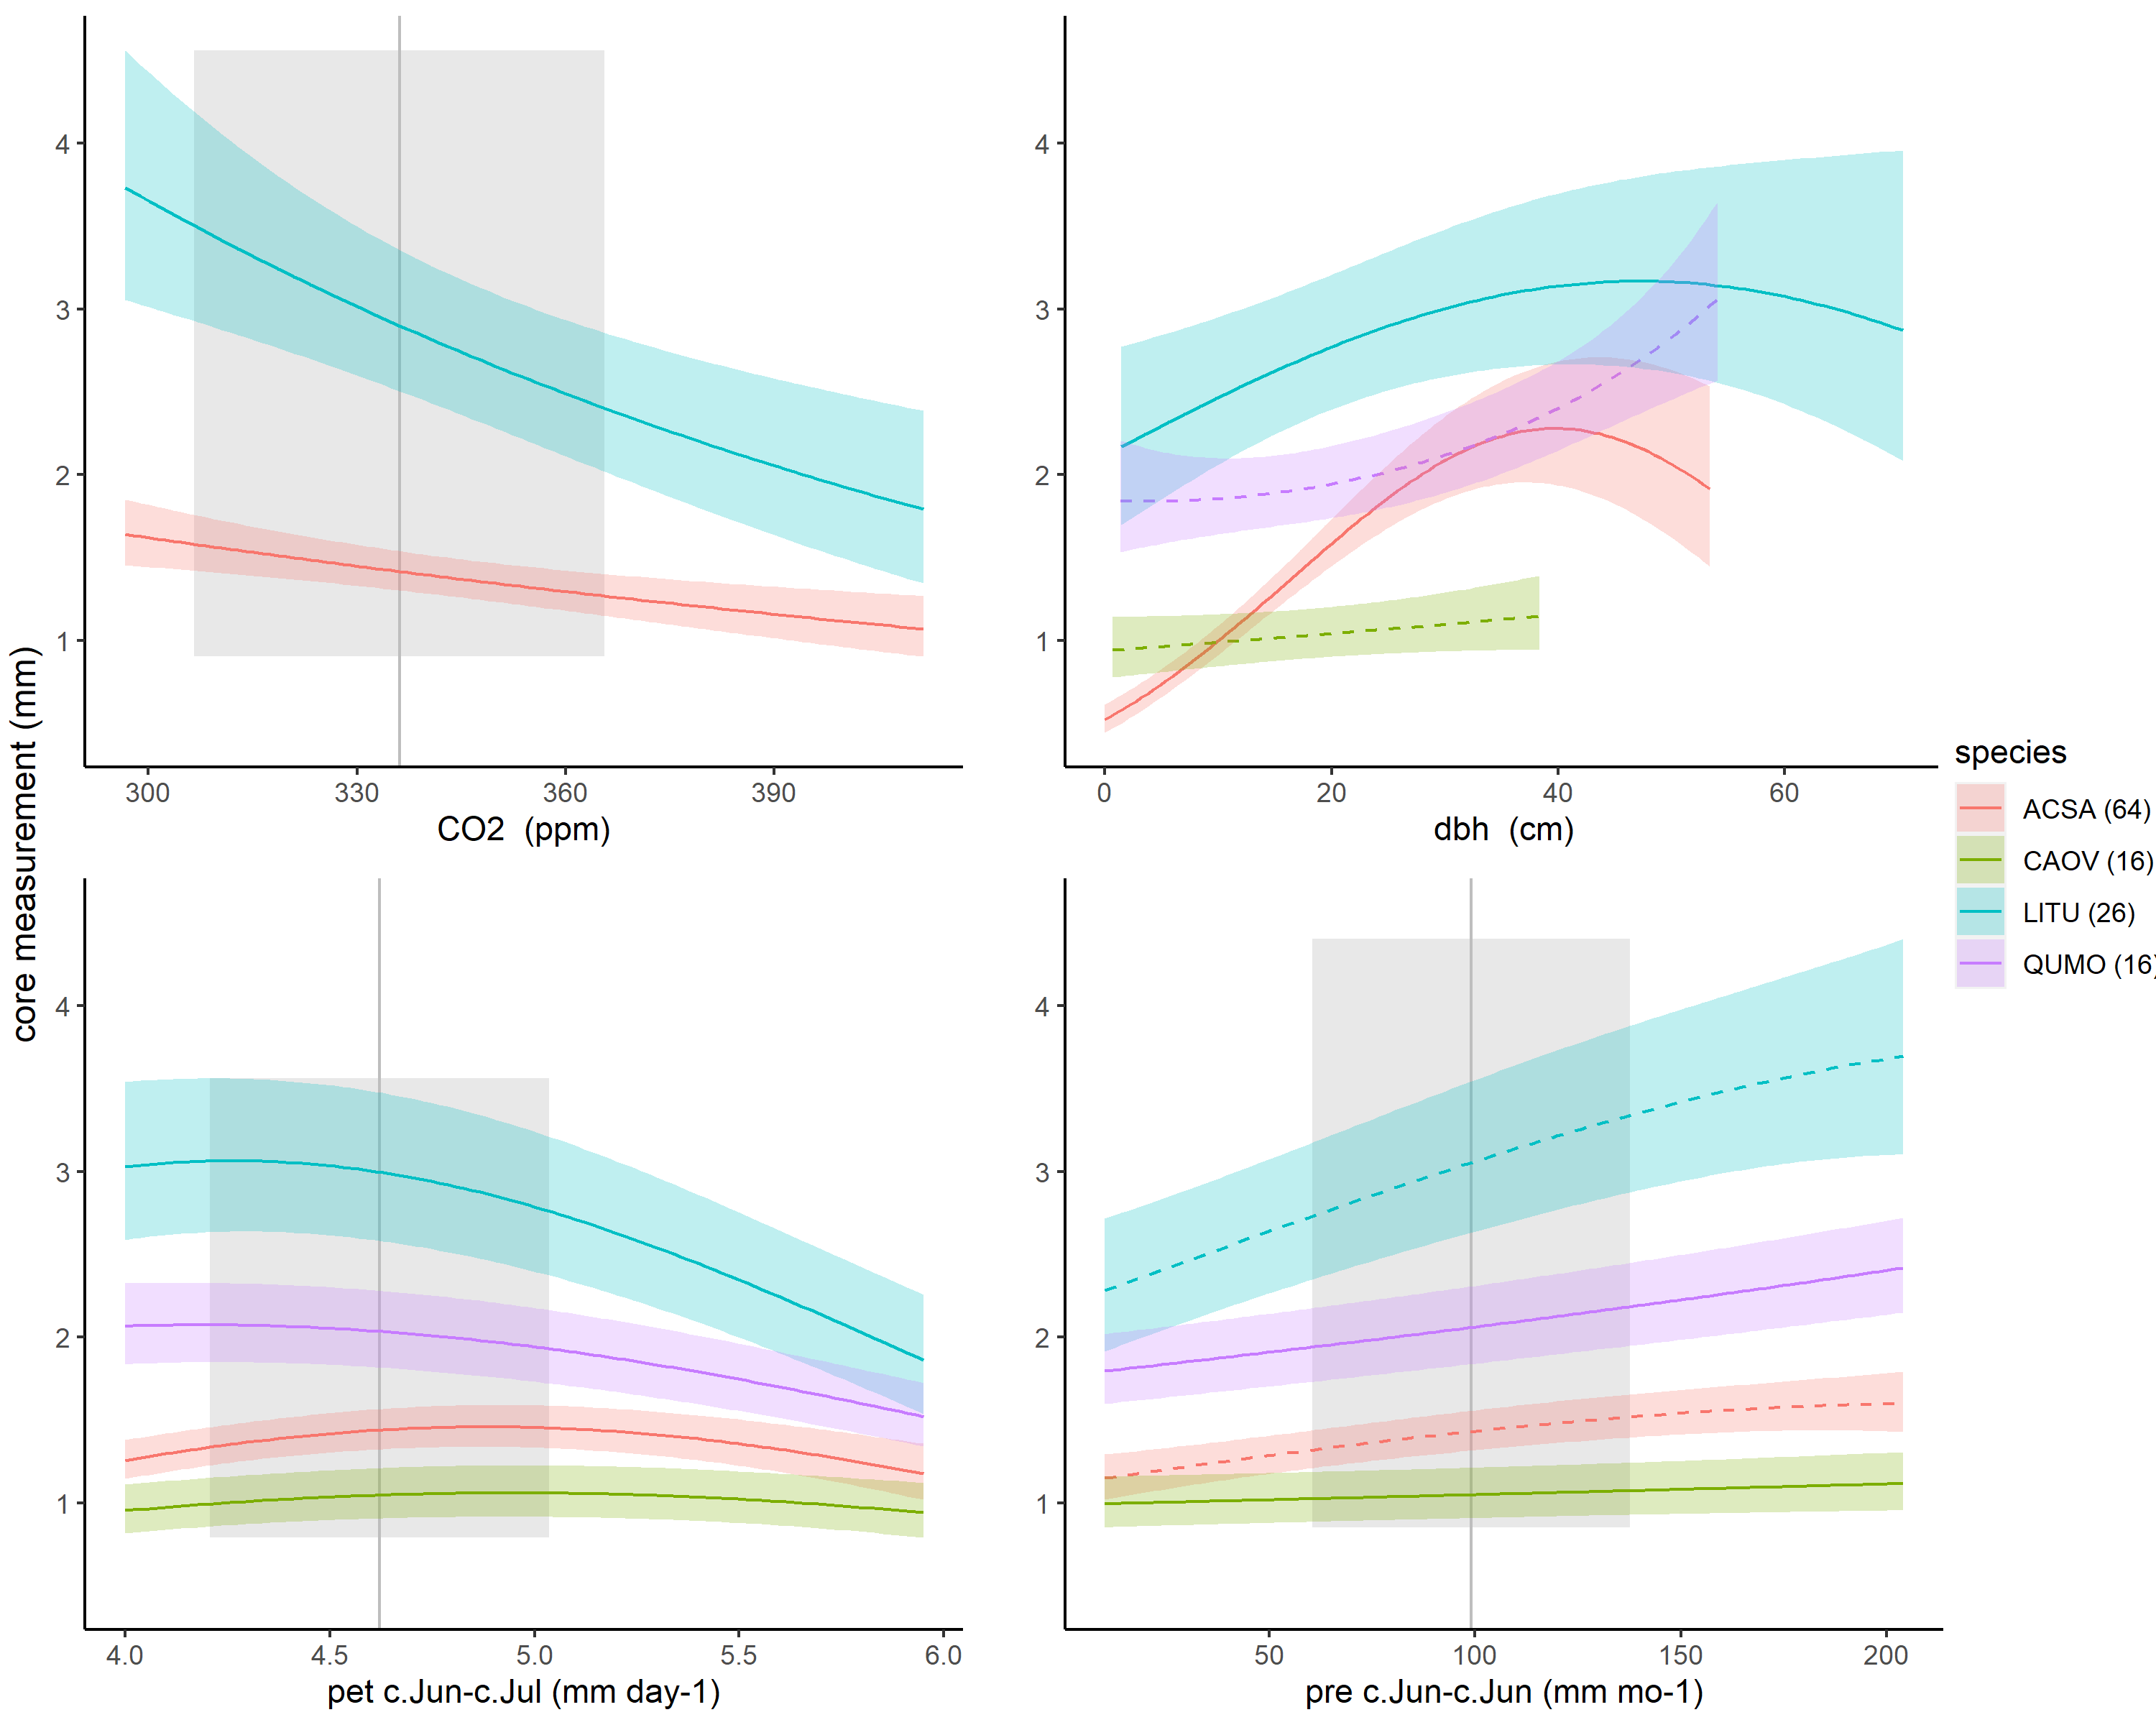 core measurement (mm)
4
3
2
1
300 330 360 390
CO2 (ppm)
4
3
2
1
0 20 40 60
dbh (cm)
4
3
2
1
4.0 4.5 5.0 5.5 6.0
pet c.Jun-c.Jul (mm day-1)
4
3
2
1
50 100 150 200
pre c.Jun-c.Jun (mm mo-1)
species
ACSA (64)
CAOV (16)
LITU (26)
QUMO (16)